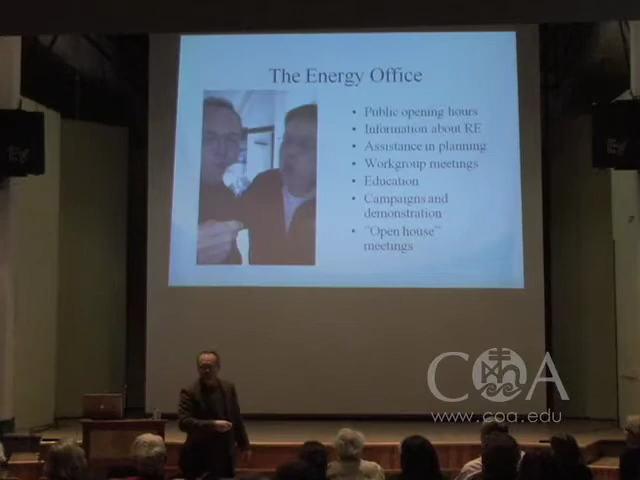 The Energy Office
• Public opening hours
• Information about RE
• Assistance in planning
• Workgroup meetings
• Education
• Campaigns and
demonstration
• "Open house"
meetings
COA
www.coa.edu
EV